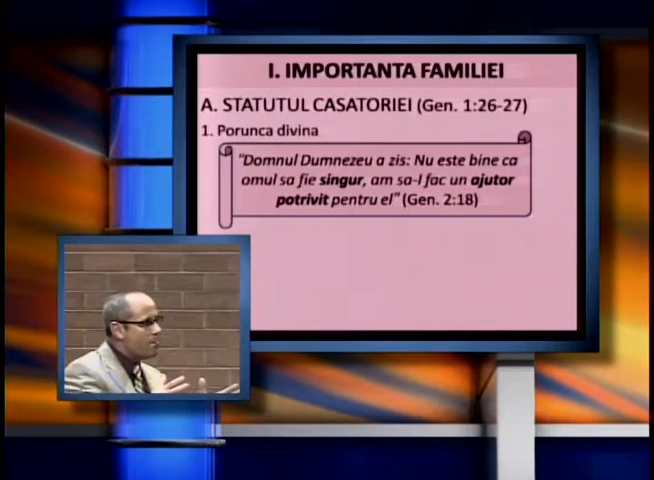 I. IMPORTANTA FAMILIEI
A. STATUTUL CASATORIEI (Gen. 1:26-27)
1. Porunca divina
"Domnul Dumnezeu a zis: Nu este bine ca
omul sa fie singur, am sa-l fac un ajutor
potrivit pentru el" (Gen. 2:18)